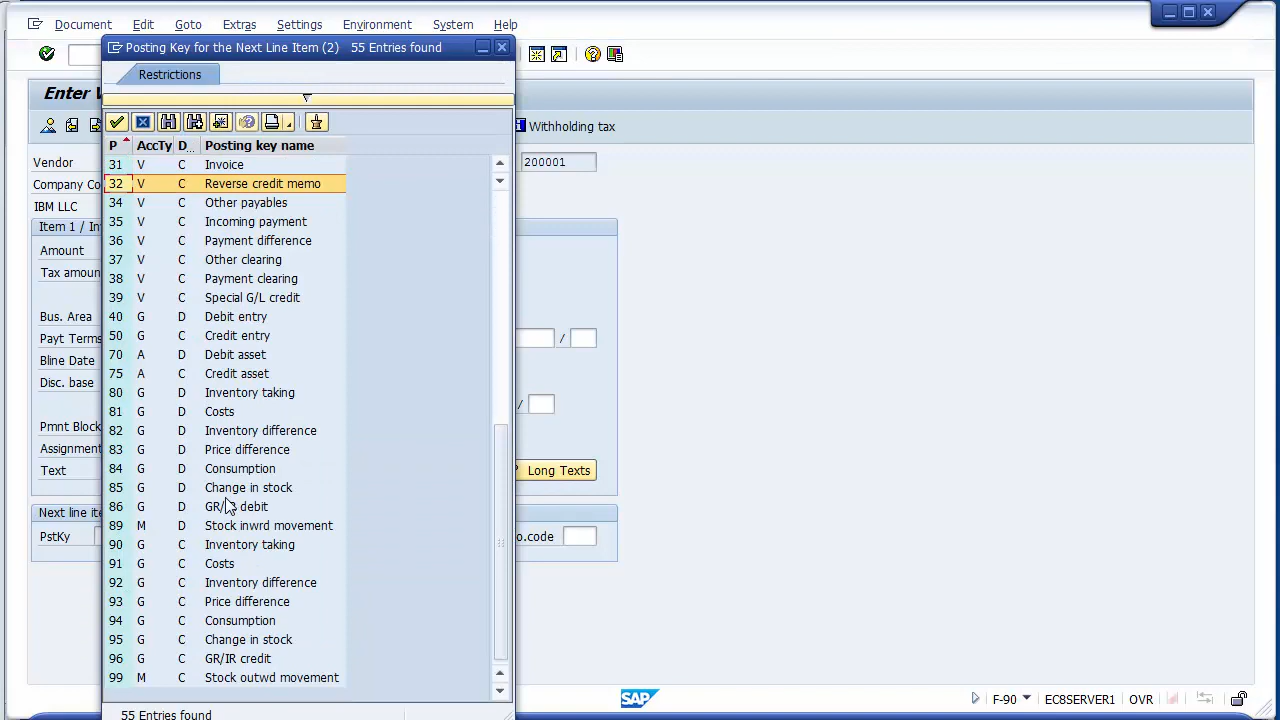 Document Edit Goto Extras Settings Environment System Help
Posting Key for the Next Line Item (2) 55 Entries found
Restrictions
Enter
Withholding tax
P AccTy D... Posting key name
Vendor 200001
Company
IBM LLC
Item 1 /
Amount
Tax amoun
Bus. Area
Payt Terms /
Bline Date
Disc. base
/
Pmnt Block
Assignment
Text Long Texts
Next line
PstKy o.code
31 V C Invoice
32 V C Reverse credit memo
34 V C Other payables
35 V C Incoming payment
36 V C Payment difference
37 V C Other clearing
38 V C Payment clearing
39 V C Special G/L credit
40 G D Debit entry
50 G C Credit entry
70 A D Debit asset
75 A C Credit asset
80 G D Inventory taking
81 G D Costs
82 G D Inventory difference
83 G D Price difference
84 G D Consumption
85 G D Change in stock
86 G D GR/IR debit
89 M D Stock inwrd movement
90 G C Inventory taking
91 G C Costs
92 G C Inventory difference
93 G C Price difference
94 G C Consumption
95 G C Change in stock
96 G C GR/IR credit
99 M C Stock outwd movement
55 Entries found
SAP F-90 EC8SERVER1 OVR